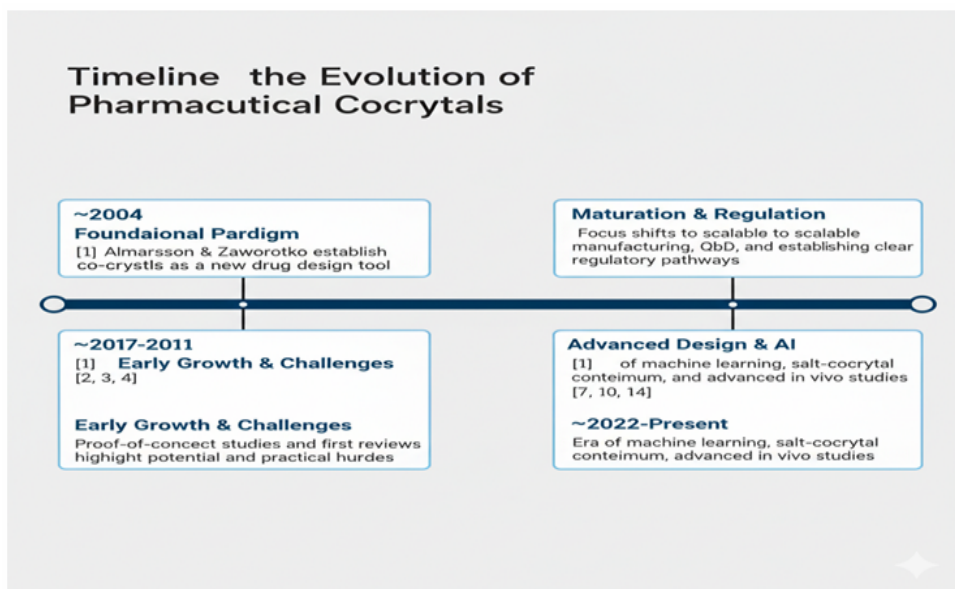 Timeline the Evolution of
Pharmacutical Cocrytals
~2004
Foundaional Pardigm
[1] Almarsson & Zaworotko establish
co-crystls as a new drug design tool
Maturation & Regulation
Focus shifts to scalable to scalable
manufacturing, QbD, and establishing clear
regulatory pathways
~2017-2011
[1] Early Growth & Challenges
[2, 3, 4]
Early Growth & Challenges
Proof-of-concect studies and first reviews
highight potential and practical hurdes
Advanced Design & AI
[1] of machine learning, salt-cocrytal
conteimum, and advanced in vivo studies
[7, 10, 14]
~2022-Present
Era of machine learning, salt-cocrytal
conteimum, advanced in vivo studies